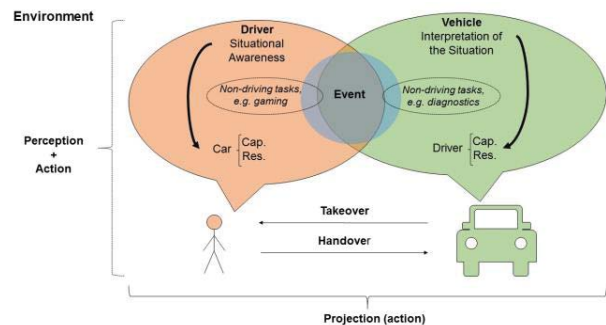 Environment
Driver
Situational
Awareness
Vehicle
Interpretation of
the Situation
Non-driving tasks,
e.g. gaming
Event
Non-driving tasks,
e.g. diagnostics
Car
Cap.
Res.
Driver
Cap.
Res.
Perception
+
Action
Takeover
Handover
Projection (action)